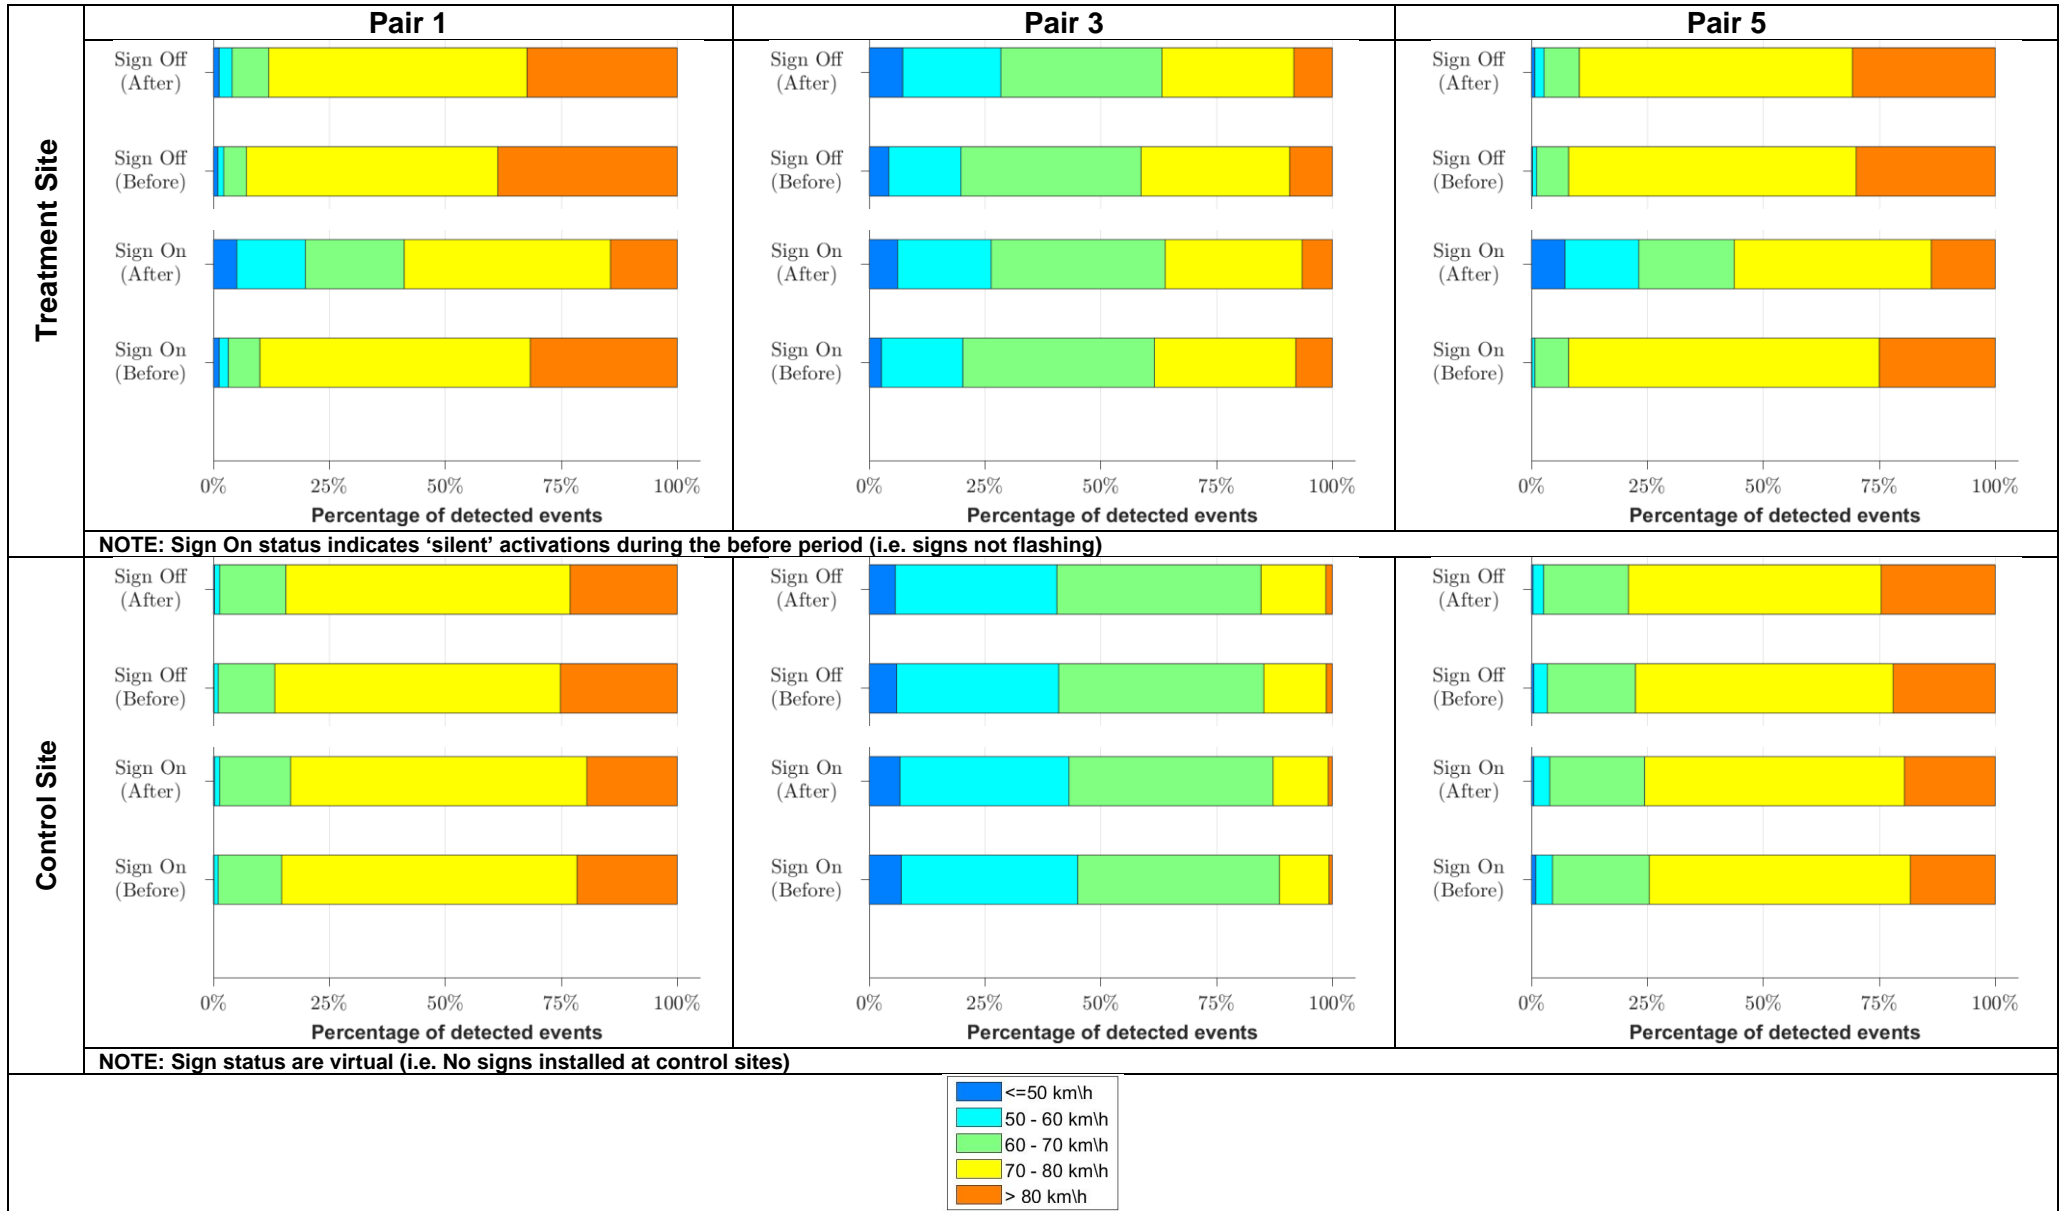 Pair 1
Pair 3
Pair 5
Treatment Site
Sign Off
(After)
Sign Off
(Before)
Sign On
(After)
Sign On
(Before)
0% 25% 50% 75% 100%
Percentage of detected events
Sign Off
(After)
Sign Off
(Before)
Sign On
(After)
Sign On
(Before)
0% 25% 50% 75% 100%
Percentage of detected events
Sign Off
(After)
Sign Off
(Before)
Sign On
(After)
Sign On
(Before)
0% 25% 50% 75% 100%
Percentage of detected events
NOTE: Sign On status indicates ‘silent’ activations during the before period (i.e. signs not flashing)
Control Site
Sign Off
(After)
Sign Off
(Before)
Sign On
(After)
Sign On
(Before)
0% 25% 50% 75% 100%
Percentage of detected events
Sign Off
(After)
Sign Off
(Before)
Sign On
(After)
Sign On
(Before)
0% 25% 50% 75% 100%
Percentage of detected events
Sign Off
(After)
Sign Off
(Before)
Sign On
(After)
Sign On
(Before)
0% 25% 50% 75% 100%
Percentage of detected events
NOTE: Sign status are virtual (i.e. No signs installed at control sites)
<=50 km\h
50 - 60 km\h
60 - 70 km\h
70 - 80 km\h
> 80 km\h